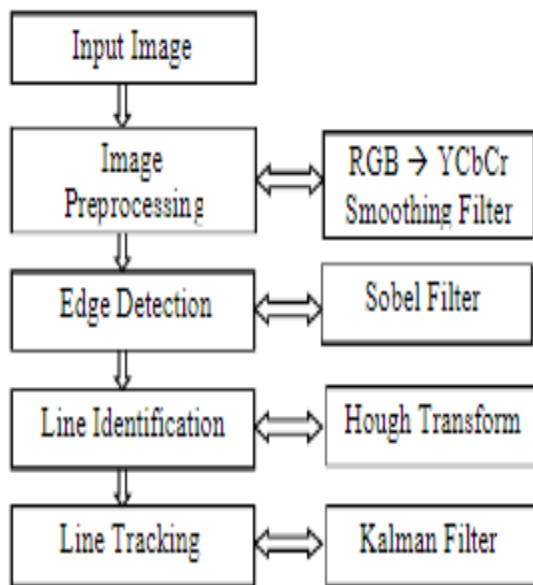 Input Image
Image
Preprocessing
RGB → YCbCr
Smoothing Filter
Edge Detection
Sobel Filter
Line Identification
Hough Transform
Line Tracking
Kalman Filter